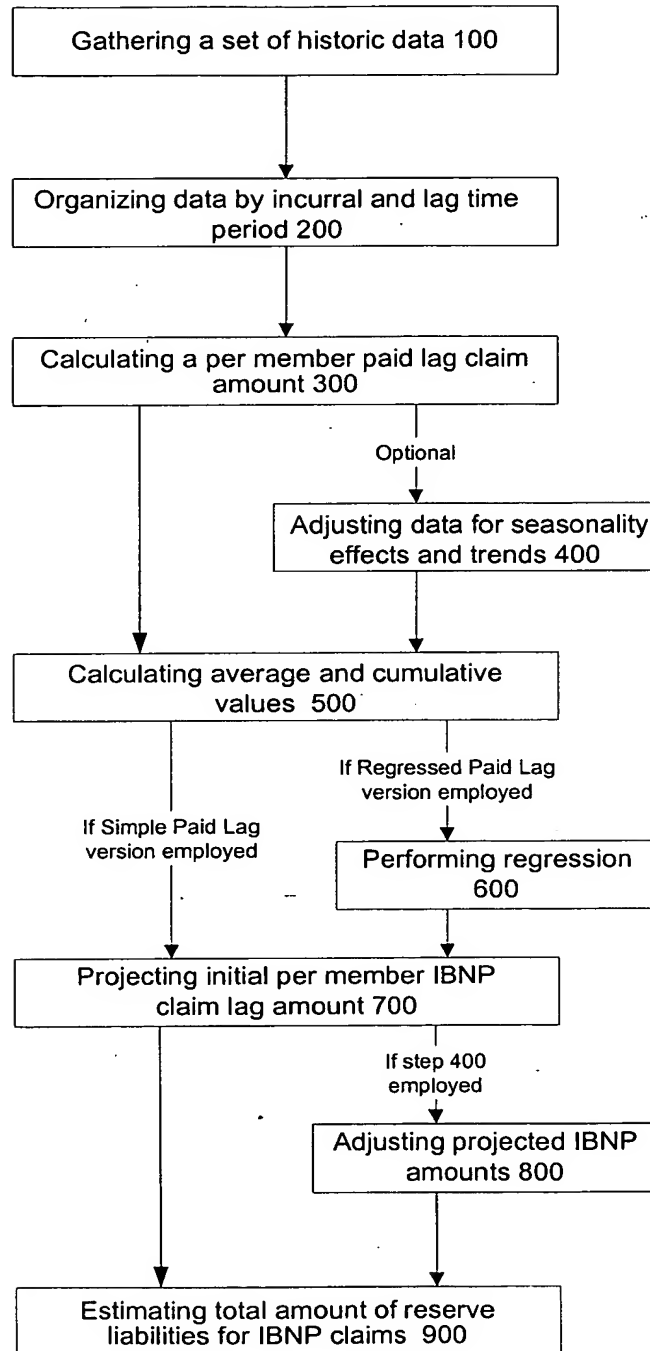 Gathering a set of historic data 100
Organizing data by incurral and lag time
period 200
Calculating a per member paid lag claim
amount 300
Optional
Adjusting data for seasonality
effects and trends 400
Calculating average and cumulative
values 500
If Regressed Paid Lag
version employed
If Simple Paid Lag
version employed
Performing regression
600
Projecting initial per member IBNP
claim lag amount 700
If step 400
employed
Adjusting projected IBNP
amounts 800
Estimating total amount of reserve
liabilities for IBNP claims 900